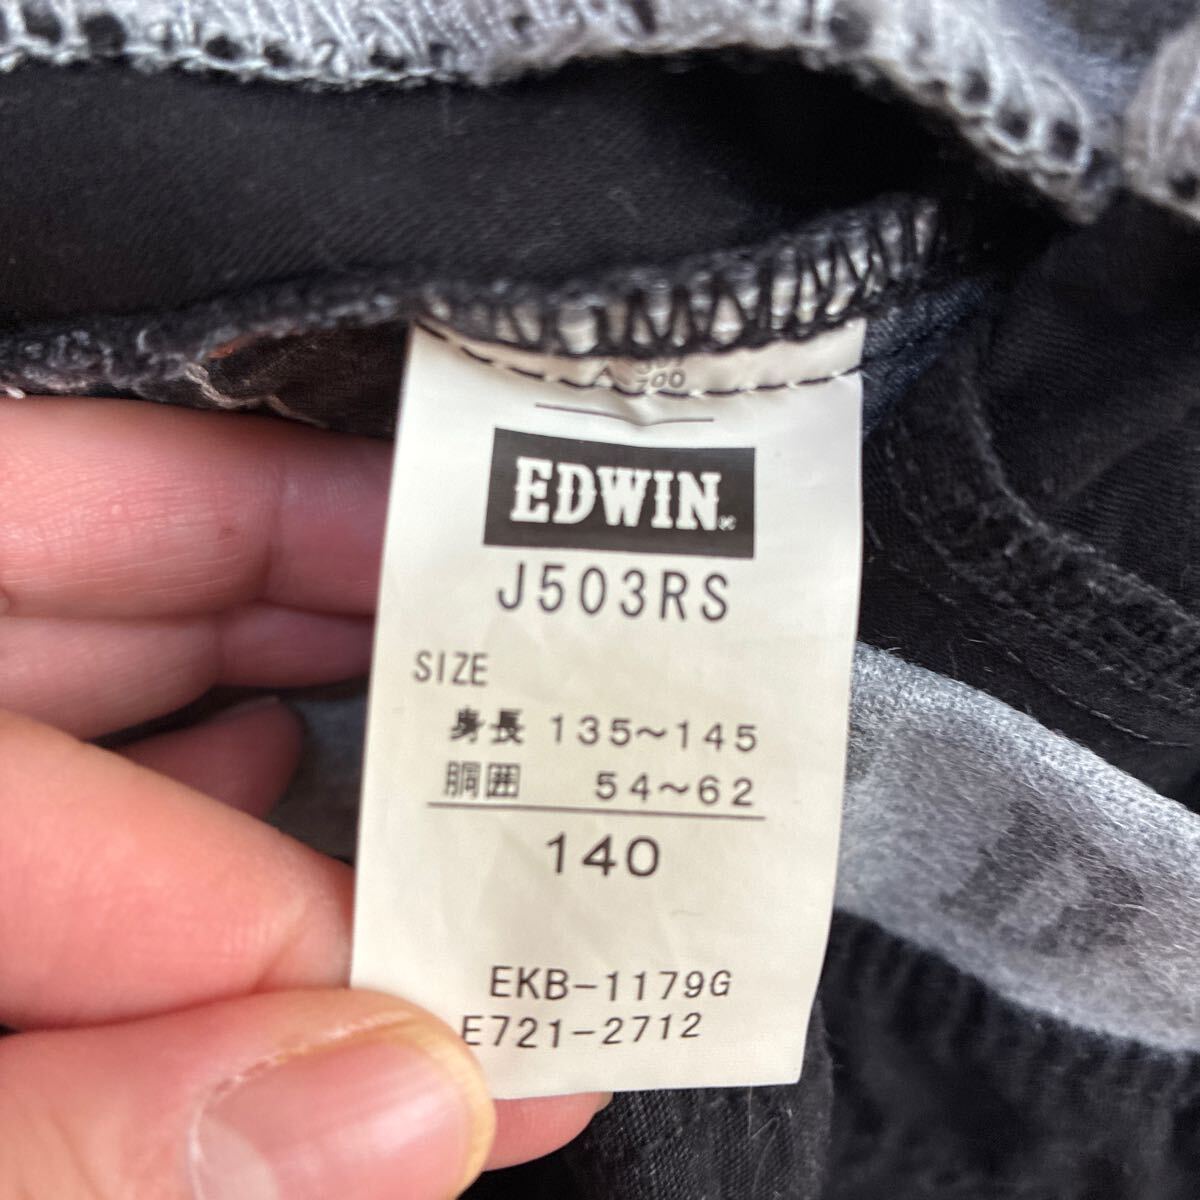 EDWIN
J503RS
SIZE
身長 135~145
胴囲 54~62
140
EKB-1179G
E721-2712